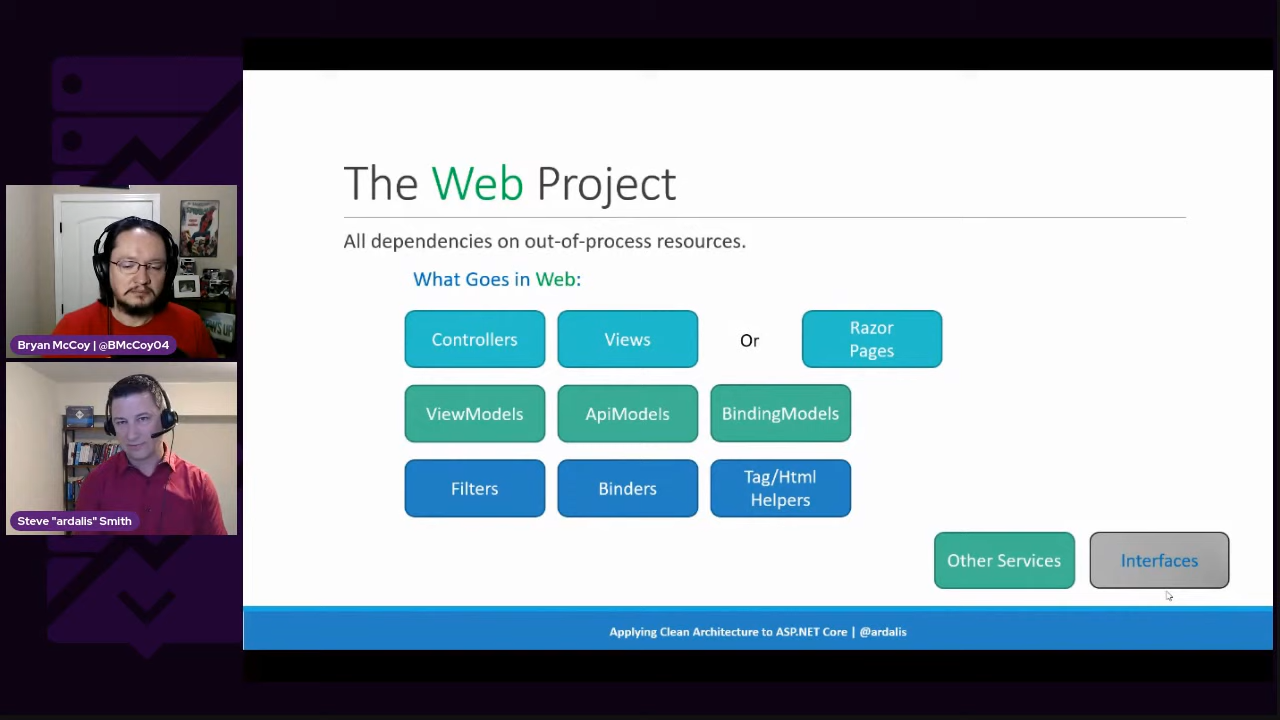 The Web Project
All dependencies on out-of-process resources.
What Goes in Web:
Controllers
Views
Or
Razor
Pages
ViewModels
ApiModels
BindingModels
Filters
Binders
Tag/Html
Helpers
Other Services
Interfaces
Applying Clean Architecture to ASP.NET Core | @ardalis
Bryan McCoy | @BMcCoy04
Steve "ardalis" Smith